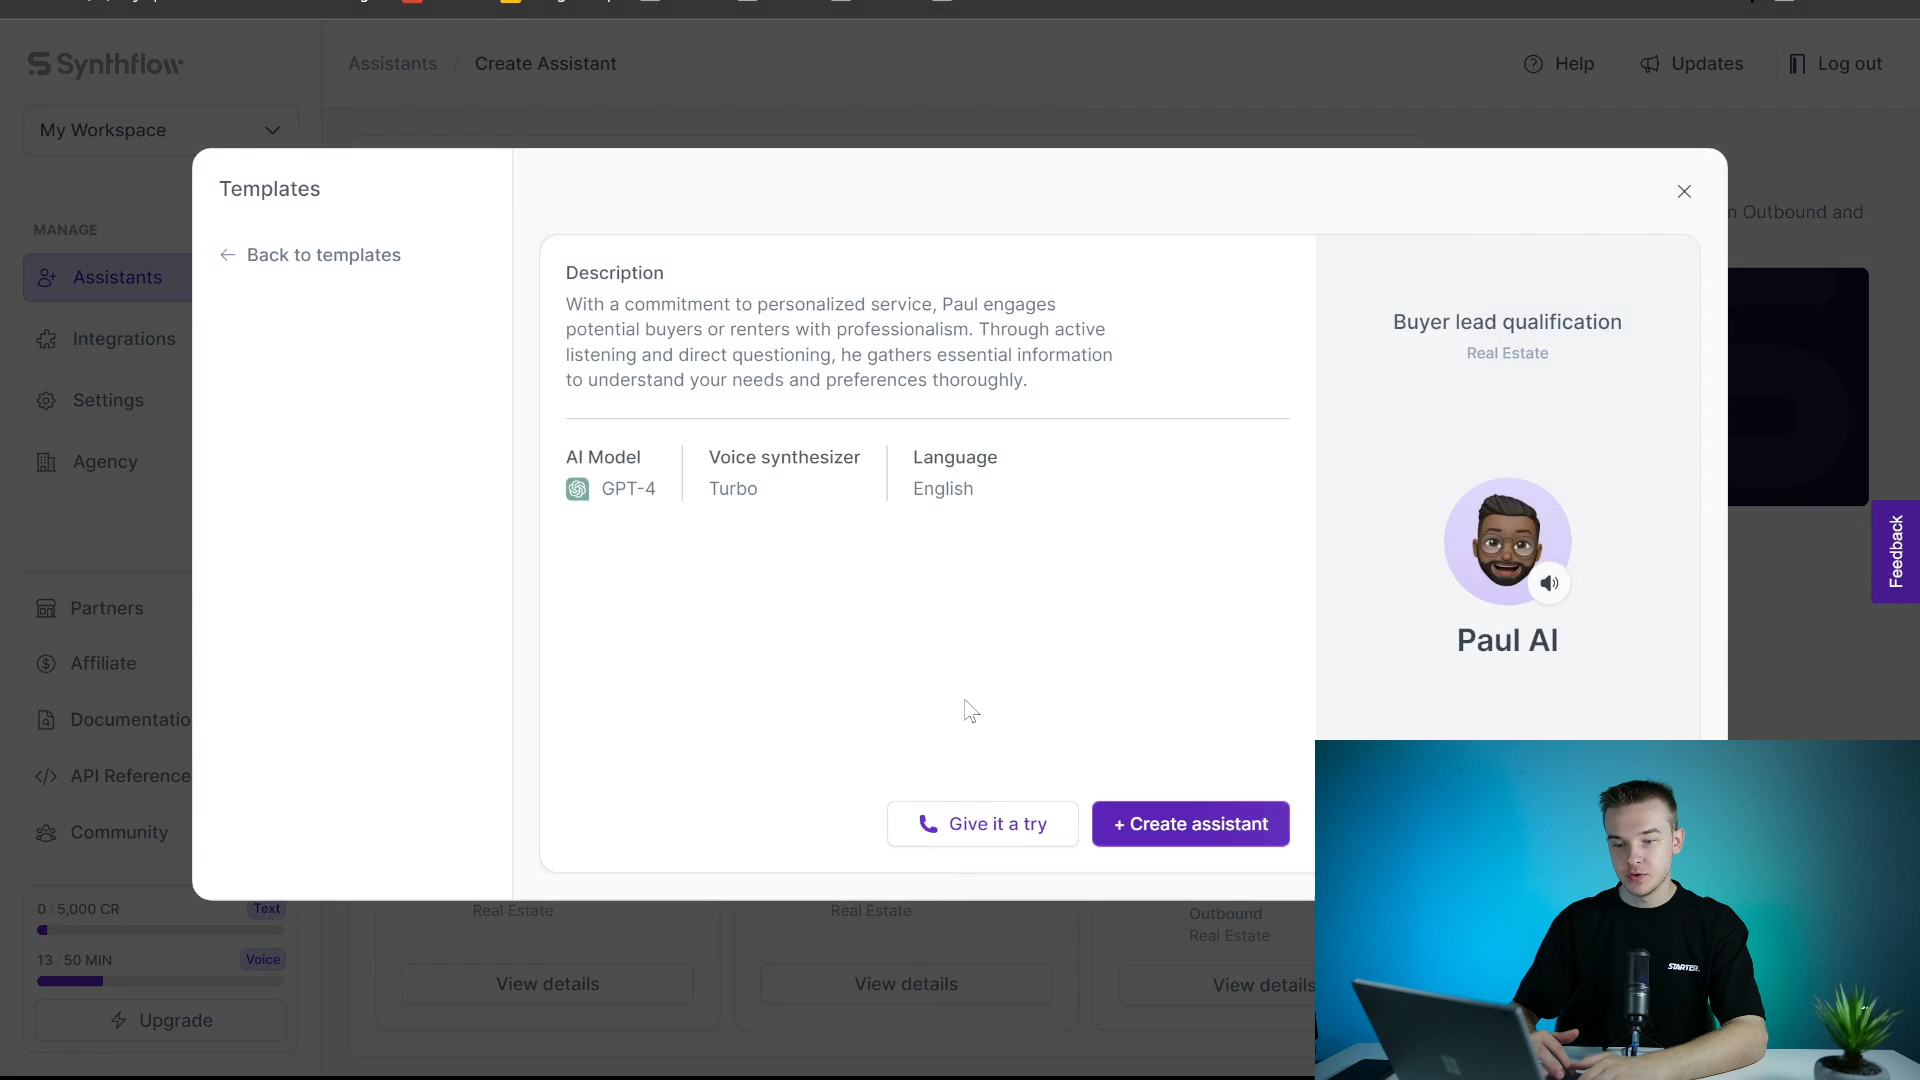 Synthflow
Assistants / Create Assistant
Help
Updates
Log out
My Workspace
Templates
n Outbound and
MANAGE
← Back to templates
Assistants
Integrations
Settings
Agency
Description
With a commitment to personalized service, Paul engages
potential buyers or renters with professionalism. Through active
listening and direct questioning, he gathers essential information
to understand your needs and preferences thoroughly.
AI Model
GPT-4
Voice synthesizer
Turbo
Language
English
Buyer lead qualification
Real Estate
Paul AI
Feedback
Partners
Affiliate
Documentatio
API Reference
Community
Give it a try
+ Create assistant
0 / 5,000 CR
Text
13 / 50 MIN
Voice
Upgrade
Real Estate
Real Estate
Outbound
Real Estate
View details
View details
View details
STARTER.